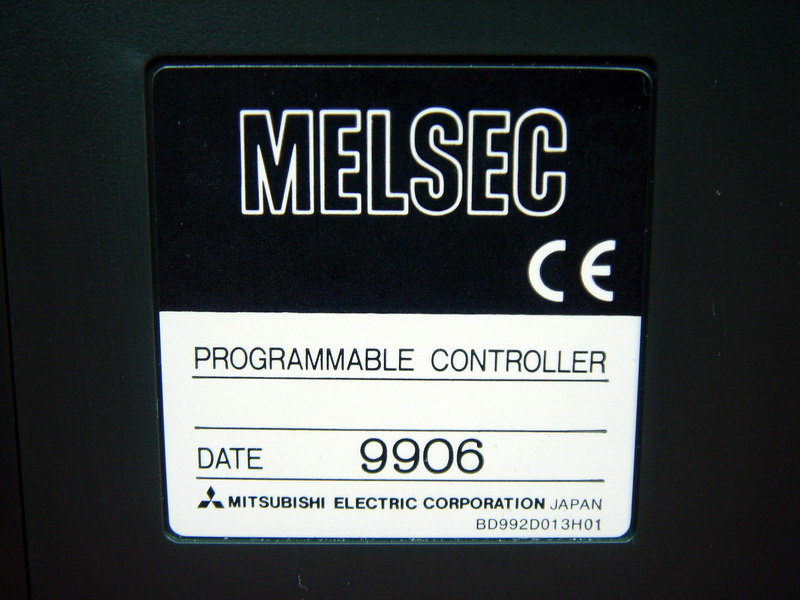 MELSEC
CE
PROGRAMMABLE CONTROLLER
DATE 9906
MITSUBISHI ELECTRIC CORPORATION JAPAN
BD992D013H01